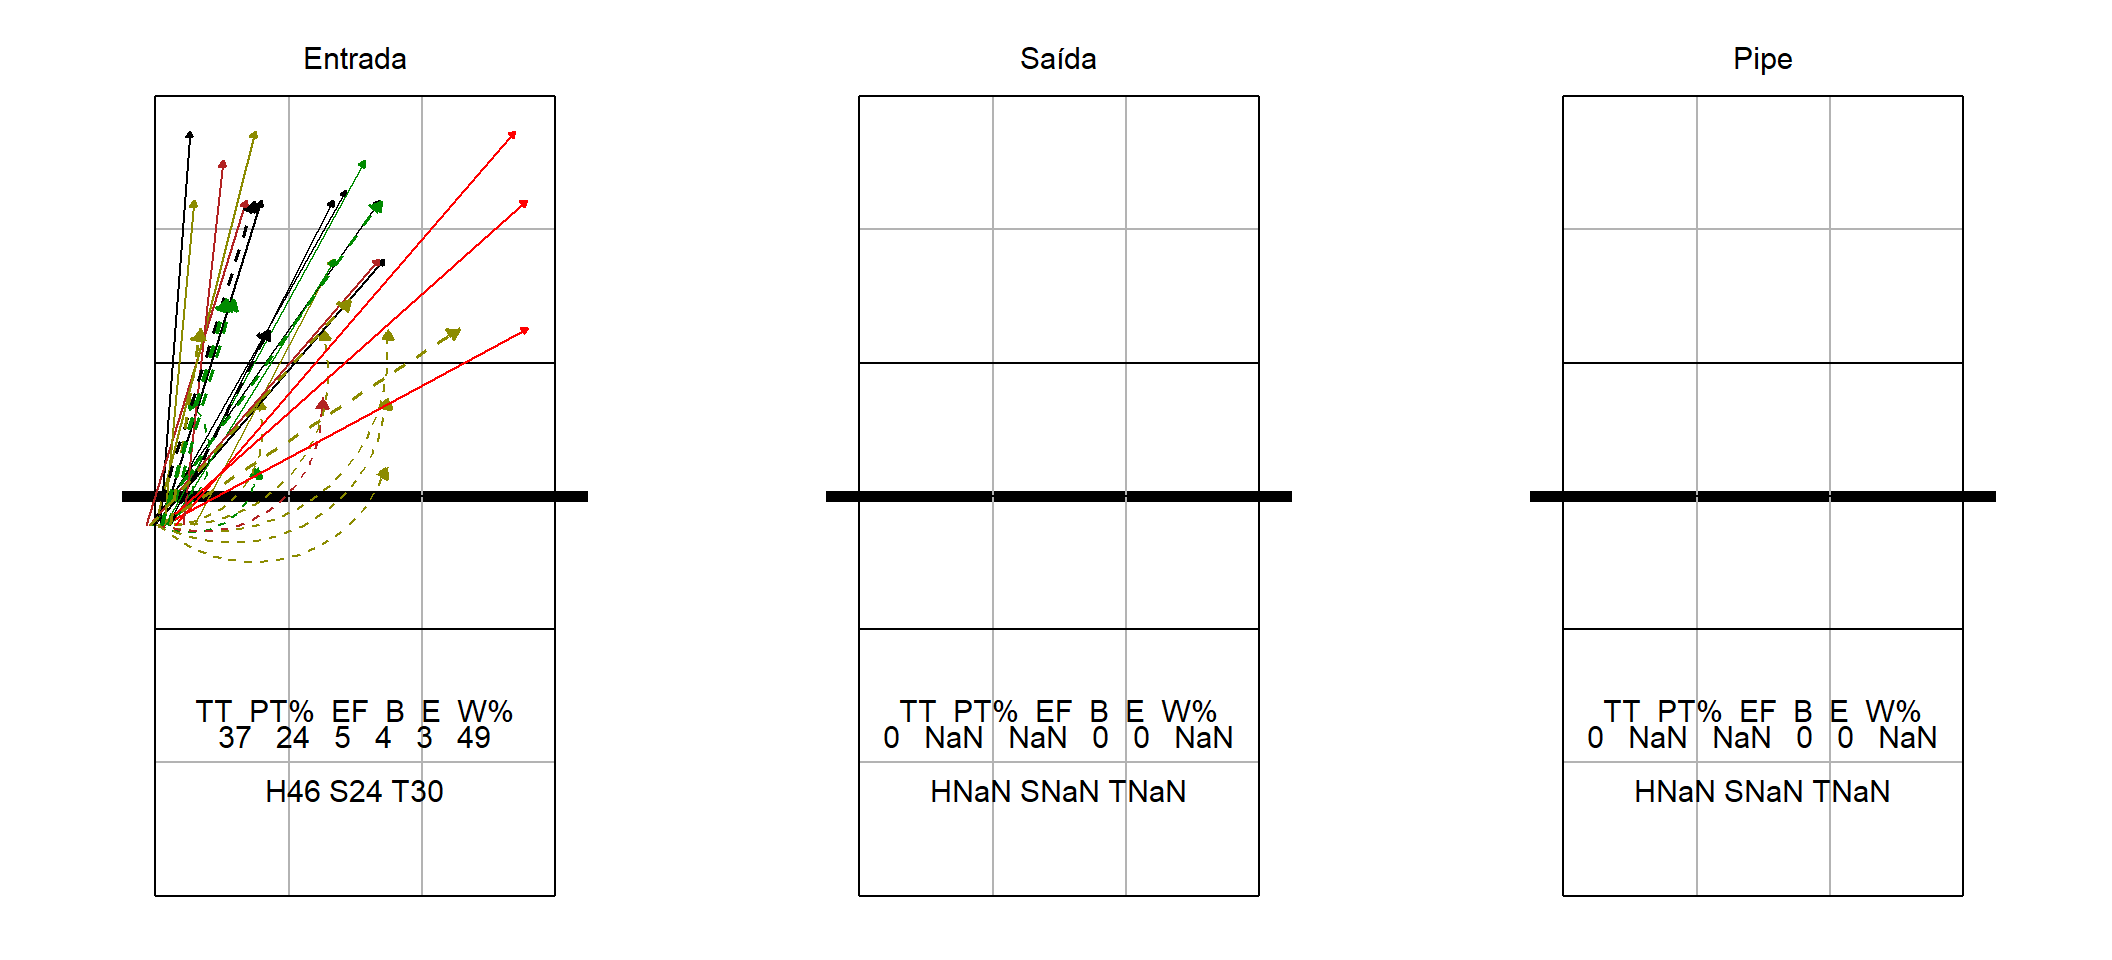 Entrada
TT PT% EF B E W%
37 24 5 4 3 49
H46 S24 T30
Saída
TT PT% EF B E W%
0 NaN NaN 0 0 NaN
HNaN SNaN TNaN
Pipe
TT PT% EF B E W%
0 NaN NaN 0 0 NaN
HNaN SNaN TNaN